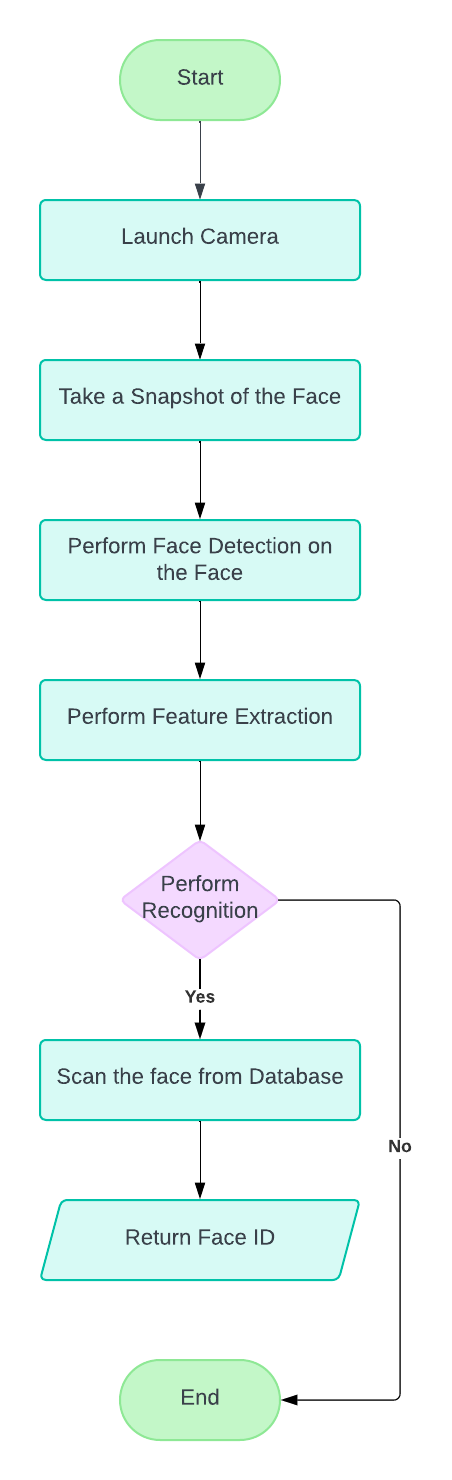 Start
Launch Camera
Take a Snapshot of the Face
Perform Face Detection on
the Face
Perform Feature Extraction
Perform
Recognition
Yes
Scan the face from Database
No
Return Face ID
End